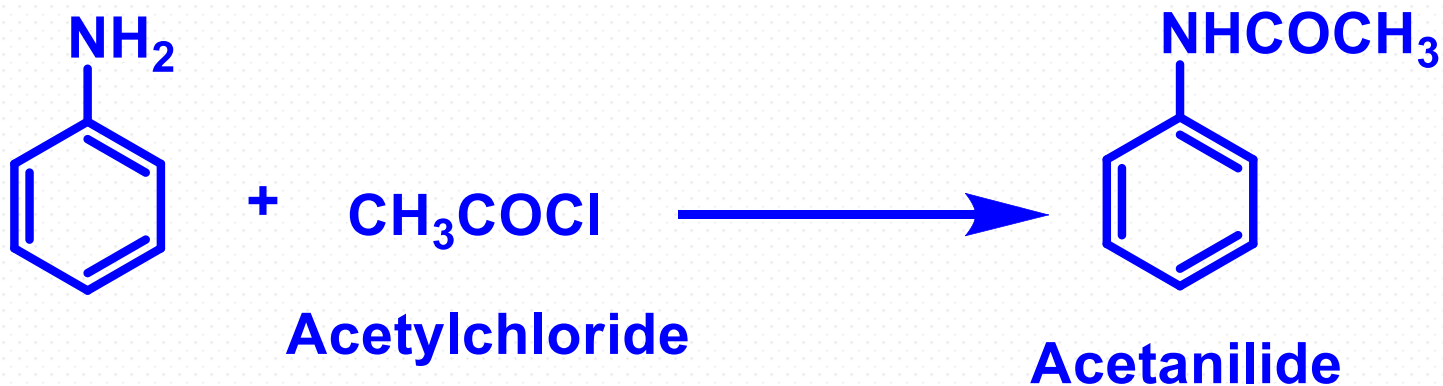 NH₂
NHCOCH₃
+
CH₃COCl
Acetylchloride
Acetanilide